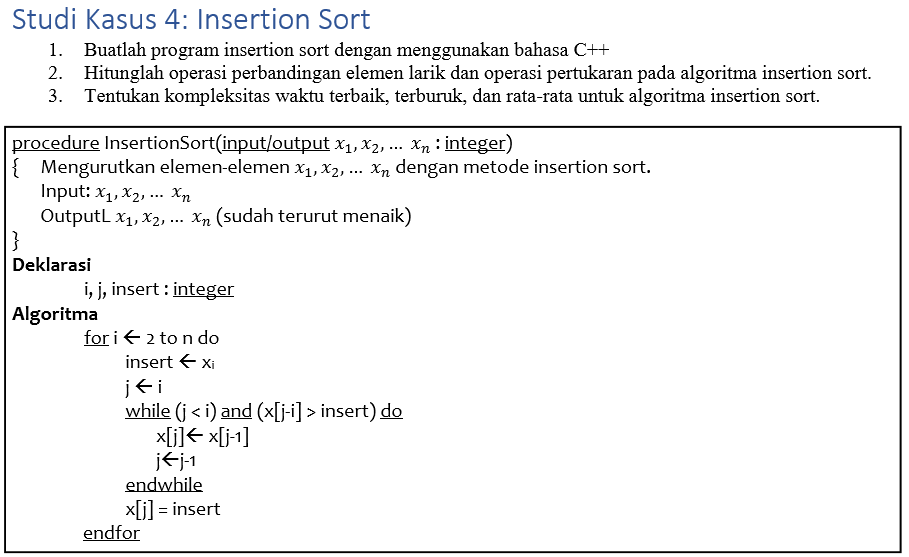 Studi Kasus 4: Insertion Sort
1. Buatlah program insertion sort dengan menggunakan bahasa C++
2. Hitunglah operasi perbandingan elemen larik dan operasi pertukaran pada algoritma insertion sort.
3. Tentukan kompleksitas waktu terbaik, terburuk, dan rata-rata untuk algoritma insertion sort.
procedure InsertionSort(input/output x₁, x₂, ... xₙ : integer)
{ Mengurutkan elemen-elemen x₁, x₂, ... xₙ dengan metode insertion sort.
Input: x₁, x₂, ... xₙ
OutputL x₁, x₂, ... xₙ (sudah terurut menaik)
}
Deklarasi
i, j, insert : integer
Algoritma
for i ← 2 to n do
insert ← xᵢ
j ← i
while (j < i) and (x[j-i] > insert) do
x[j]← x[j-1]
j←j-1
endwhile
x[j] = insert
endfor